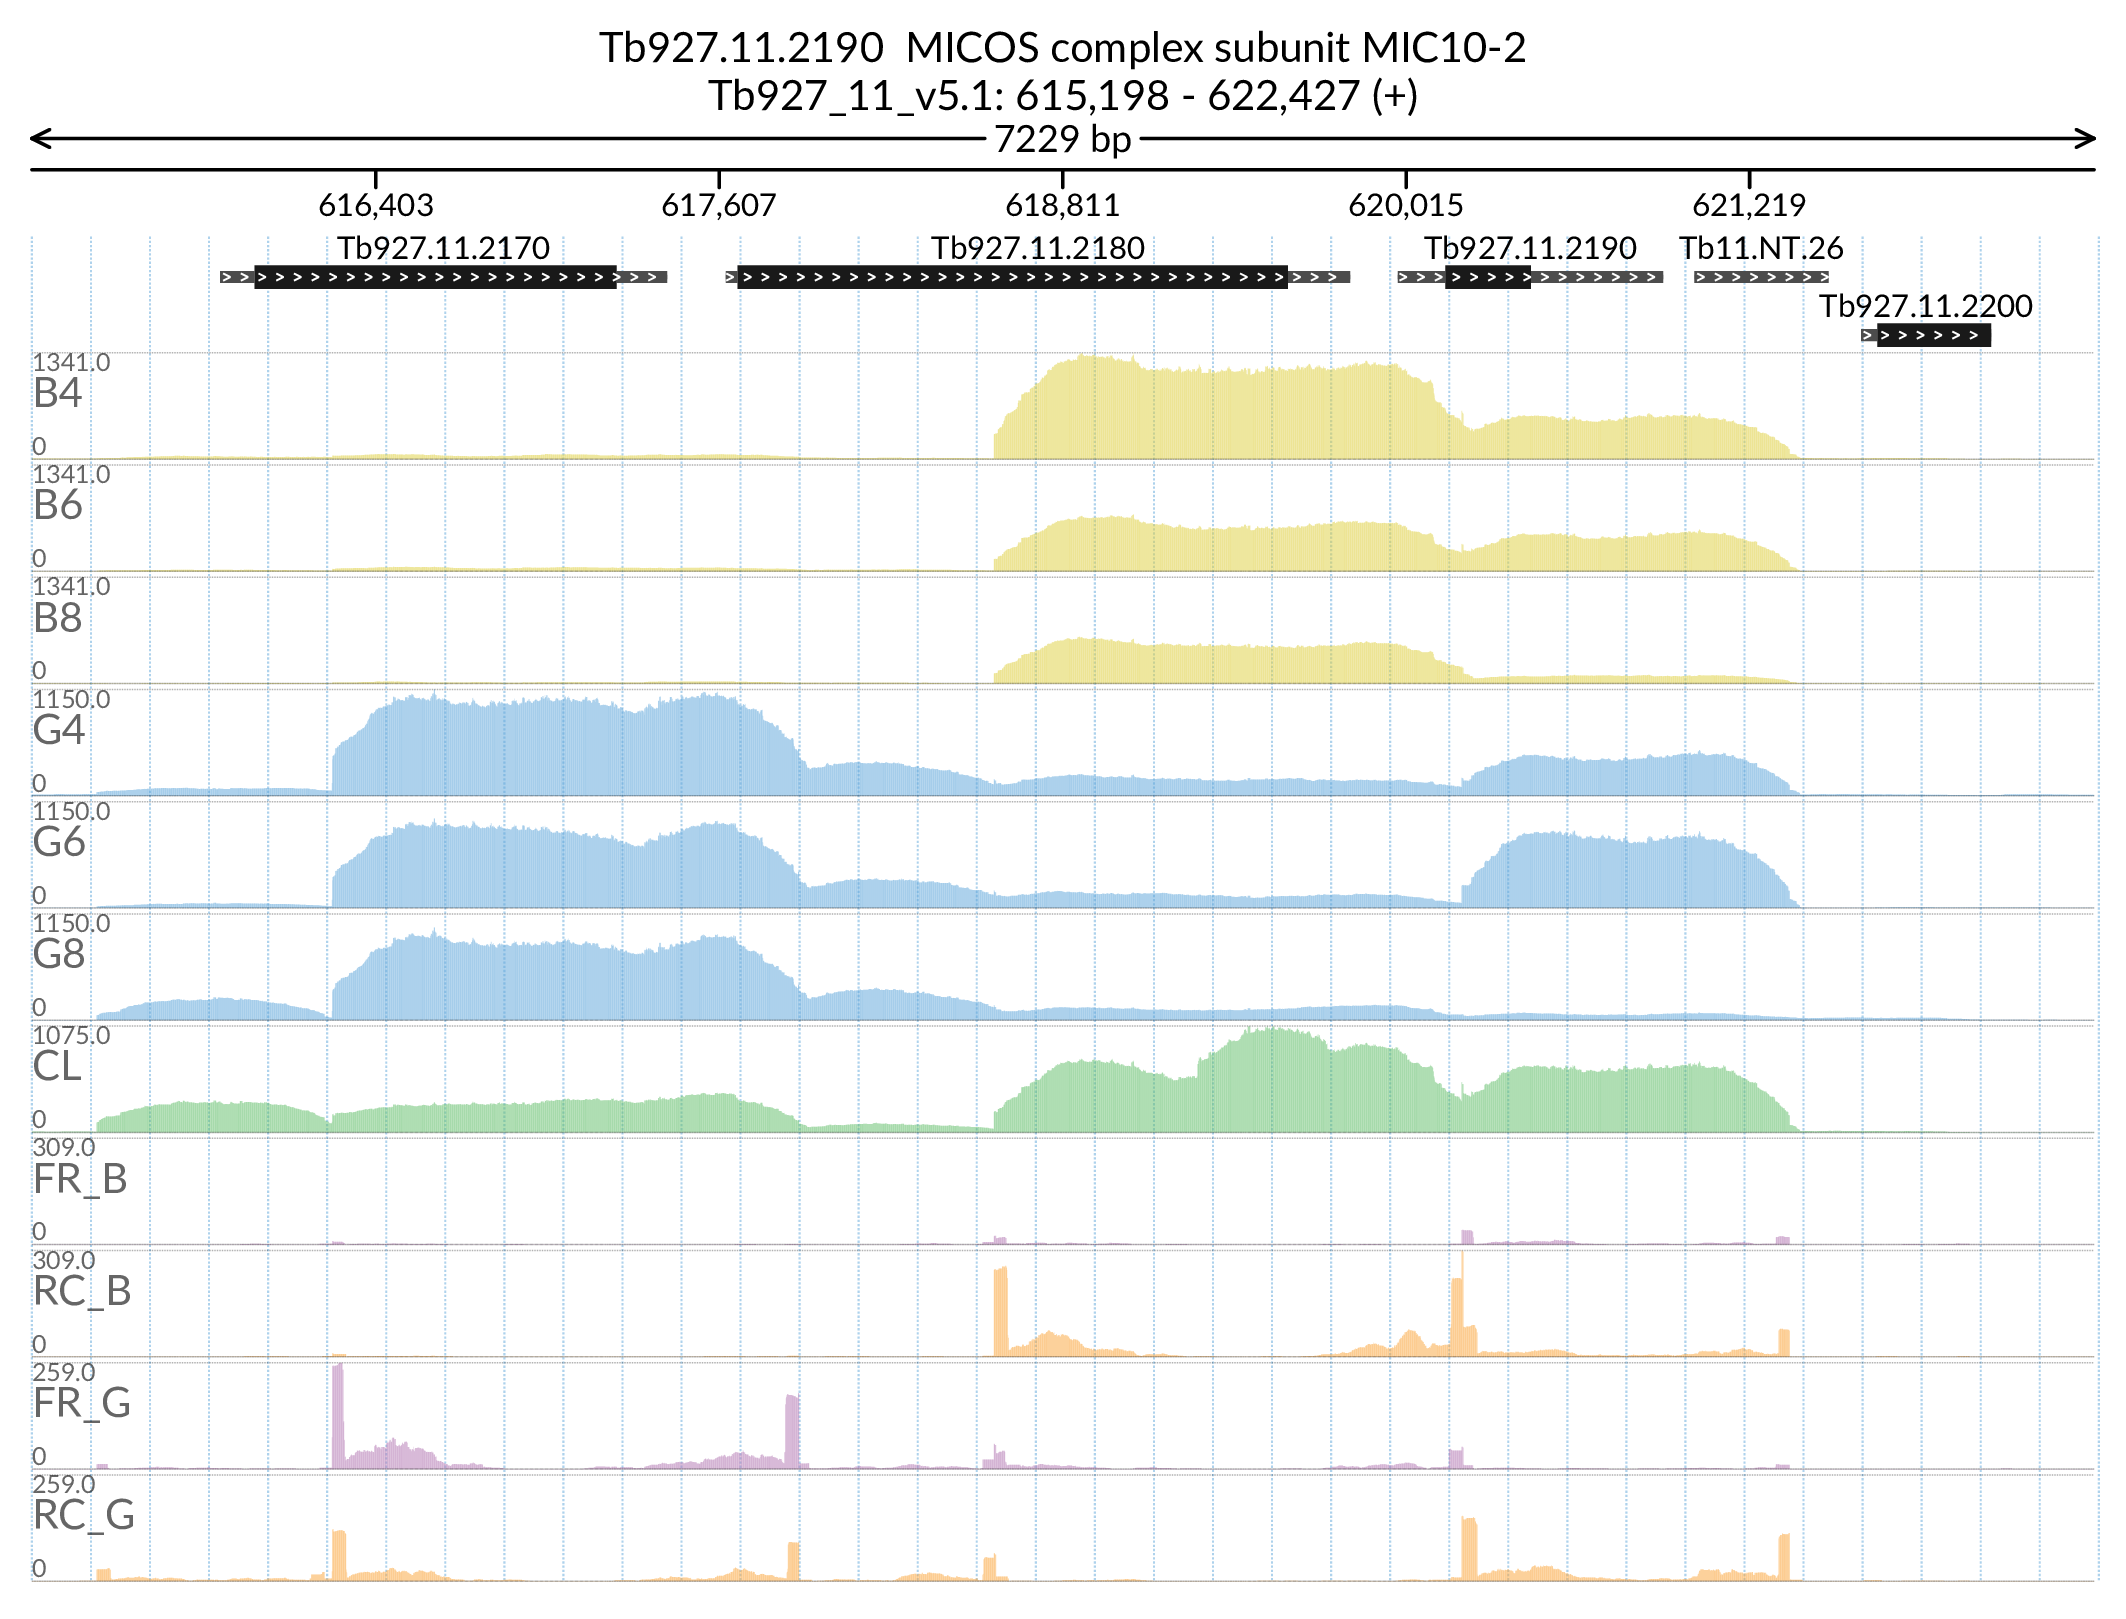 Tb927.11.2190 MICOS complex subunit MIC10-2
Tb927_11_v5.1: 615,198 - 622,427 (+)
7229 bp
616,403 617,607 618,811 620,015 621,219
Tb927.11.2170 Tb927.11.2180 Tb927.11.2190 Tb11.NT.26
Tb927.11.2200
1341.0
B4
0
1341.0
B6
0
1341.0
B8
0
1150.0
G4
0
1150.0
G6
0
1150.0
G8
0
1075.0
CL
0
309.0
FR_B
0
309.0
RC_B
0
259.0
FR_G
0
259.0
RC_G
0